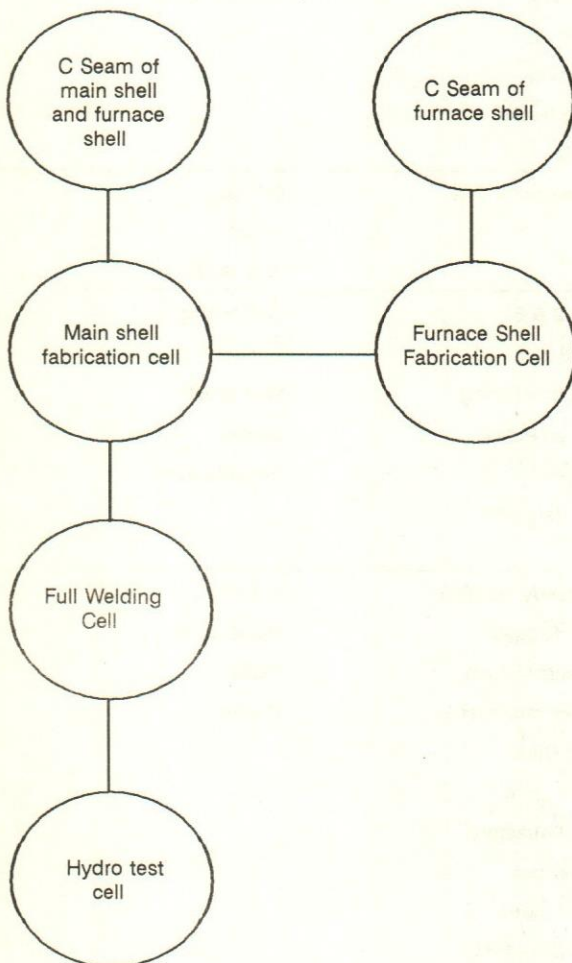 C Seam of
main shell
and furnace
shell
C Seam of
furnace shell
Main shell
fabrication cell
Furnace Shell
Fabrication Cell
Full Welding
Cell
Hydro test
cell